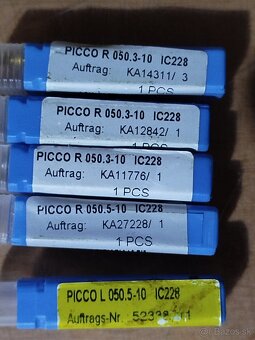 PICCO R 050.3-10 IC228
Auftrag: KA14311/ 3
1 PCS
PICCO R 050.3-10 IC228
Auftrag: KA12842/ 1
1 PCS
PICCO R 050.3-10 IC228
Auftrag: KA11776/ 1
1 PCS
PICCO R 050.5-10 IC228
Auftrag: KA27228/ 1
1 PCS
PICCO L 050.5-10 IC228
Auftrags-Nr.: